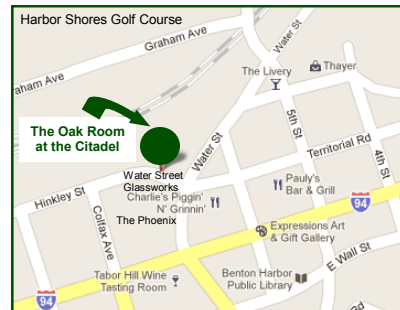 Harbor Shores Golf Course
Graham Ave
Water St
The Livery
Thayer
aham Ave
The Oak Room
at the Citadel
5th St
Water St
Territorial Rd
4th St
Water Street
Glassworks
Pauly's
Bar & Grill
Hinkley St
Charlie's Piggin'
N' Grinnin'
94
Colfax Ave
The Phoenix
Expressions Art
& Gift Gallery
E Wall St
Tabor Hill Wine
Tasting Room
Benton Harbor
Public Library
94
Rd